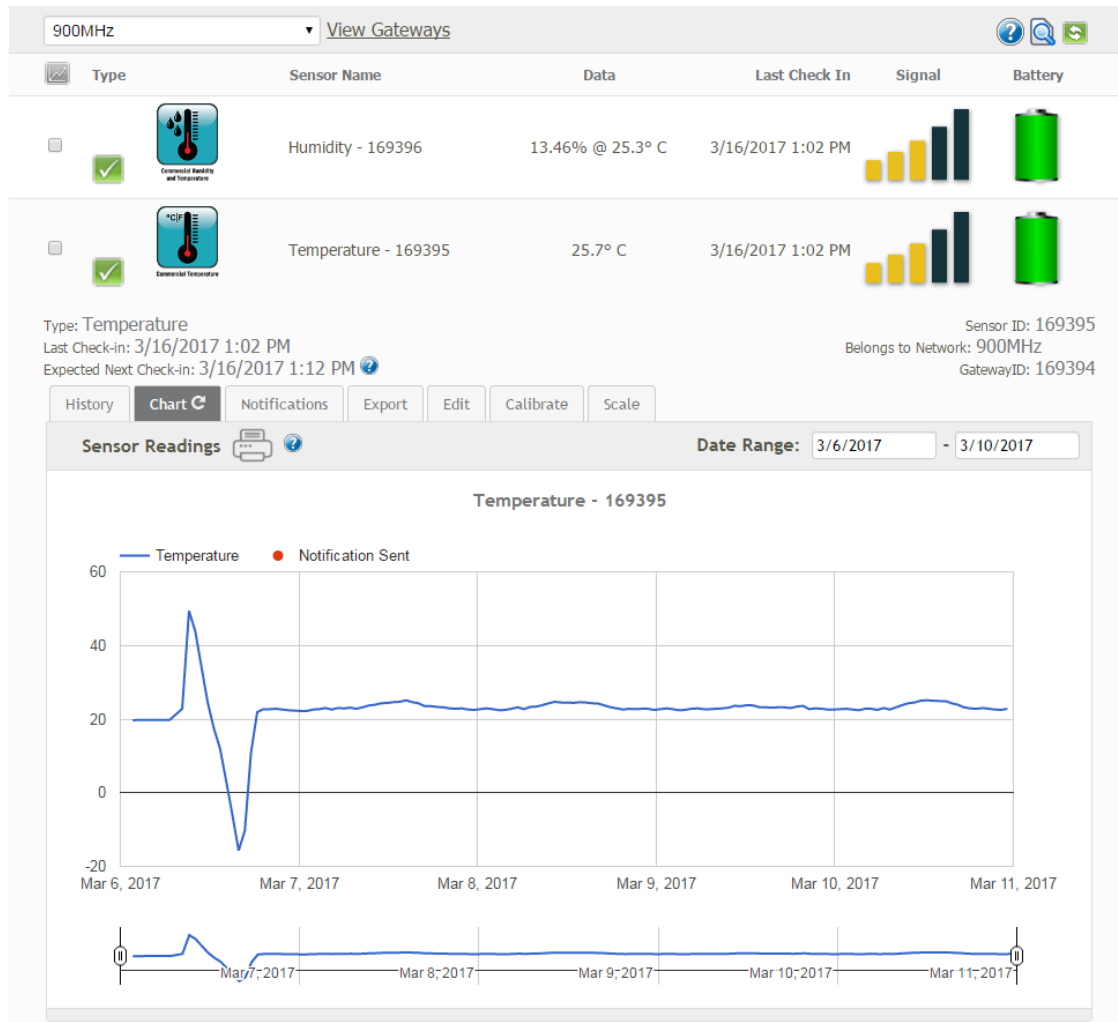 900MHz View Gateways
Type Sensor Name Data Last Check In Signal Battery
Commercial Humidity
and Temperature
Humidity - 169396 13.46% @ 25.3° C 3/16/2017 1:02 PM
°C|F°
Commercial Temperature
Temperature - 169395 25.7° C 3/16/2017 1:02 PM
Type: Temperature Sensor ID: 169395
Last Check-in: 3/16/2017 1:02 PM Belongs to Network: 900MHz
Expected Next Check-in: 3/16/2017 1:12 PM ? GatewayID: 169394
History Chart Notifications Export Edit Calibrate Scale
Sensor Readings ? Date Range: 3/6/2017 - 3/10/2017
Temperature - 169395
Temperature Notification Sent
60
40
20
0
-20
Mar 6, 2017 Mar 7, 2017 Mar 8, 2017 Mar 9, 2017 Mar 10, 2017 Mar 11, 2017
Mar 7, 2017 Mar 8, 2017 Mar 9, 2017 Mar 10, 2017 Mar 11, 2017